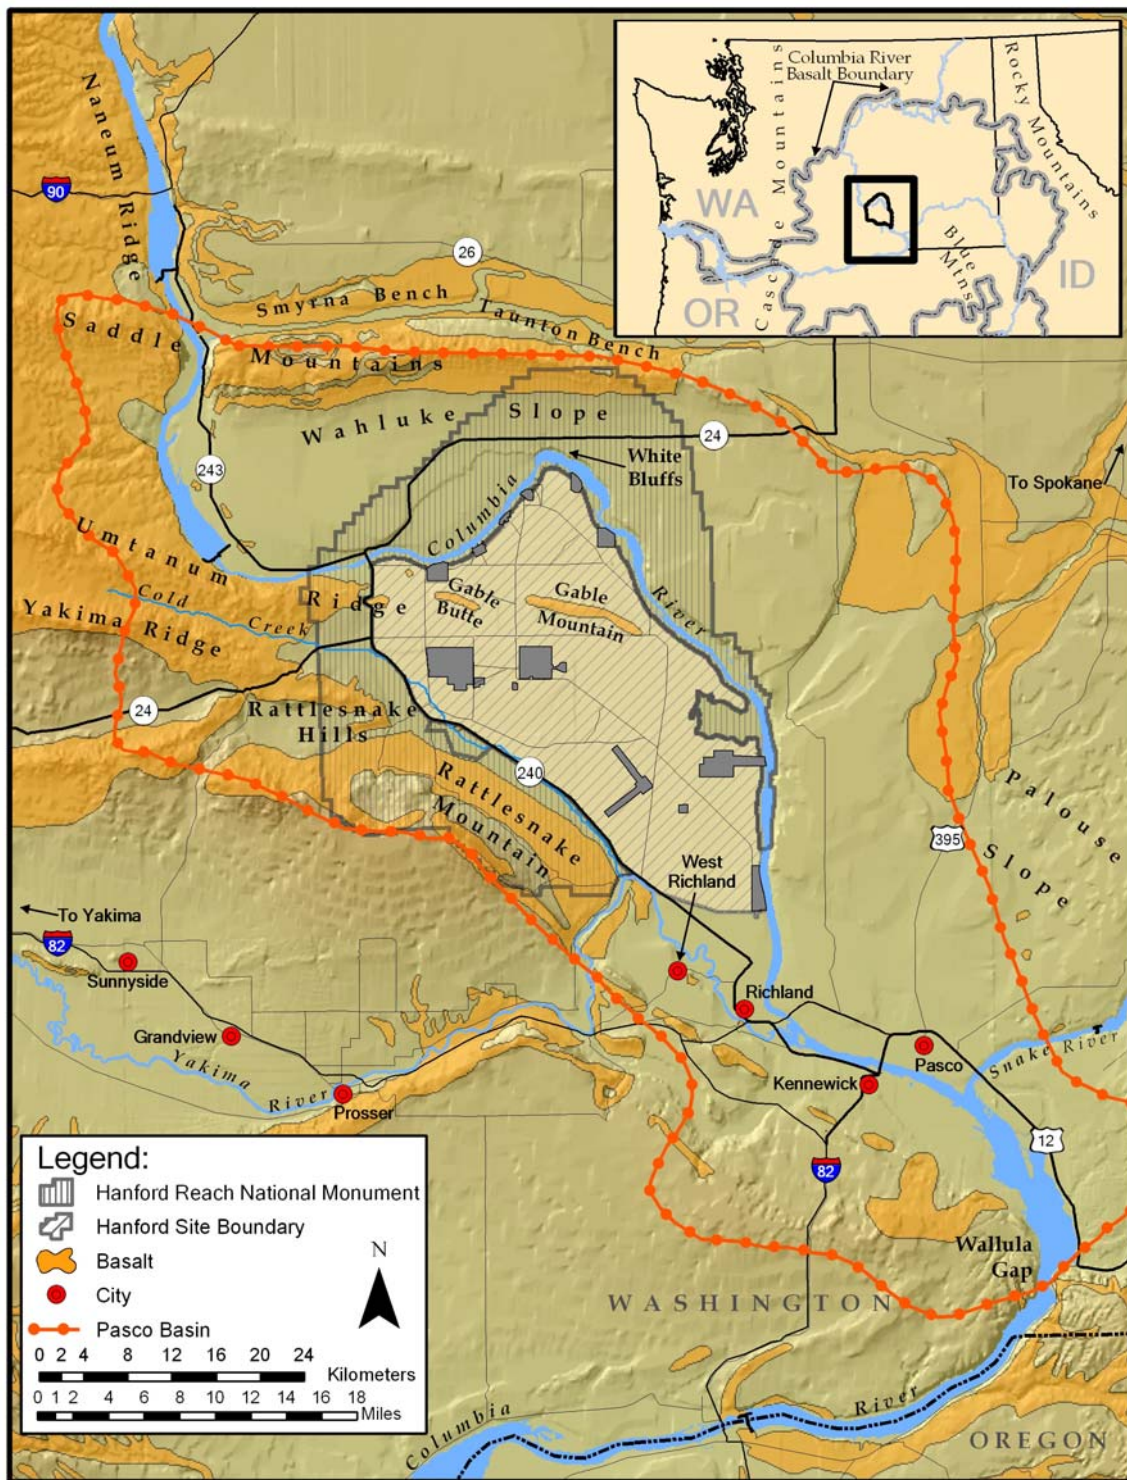 Columbia River
Basalt Boundary
Cascade Mountains
Rocky Mountains
WA
OR
ID
Blue
Mtns
Naneum Ridge
90
26
Smyrna Bench
Taunton Bench
Saddle
Mountains
Wahluke Slope
24
243
White
Bluffs
To Spokane
Columbia
River
Umtanum
Ridge
Gable
Butte
Gable
Mountain
Cold
Creek
Yakima Ridge
24
Rattlesnake
Hills
240
Rattlesnake
Mountain
Palouse
Slope
395
West
Richland
To Yakima
82
Sunnyside
Grandview
Yakima
River
Prosser
Richland
Pasco
Kennewick
Snake River
12
82
Wallula
Gap
WASHINGTON
Columbia
River
OREGON
Legend:
Hanford Reach National Monument
Hanford Site Boundary
Basalt
City
Pasco Basin
N
0 2 4 8 12 16 20 24
Kilometers
0 1 2 4 6 8 10 12 14 16 18
Miles